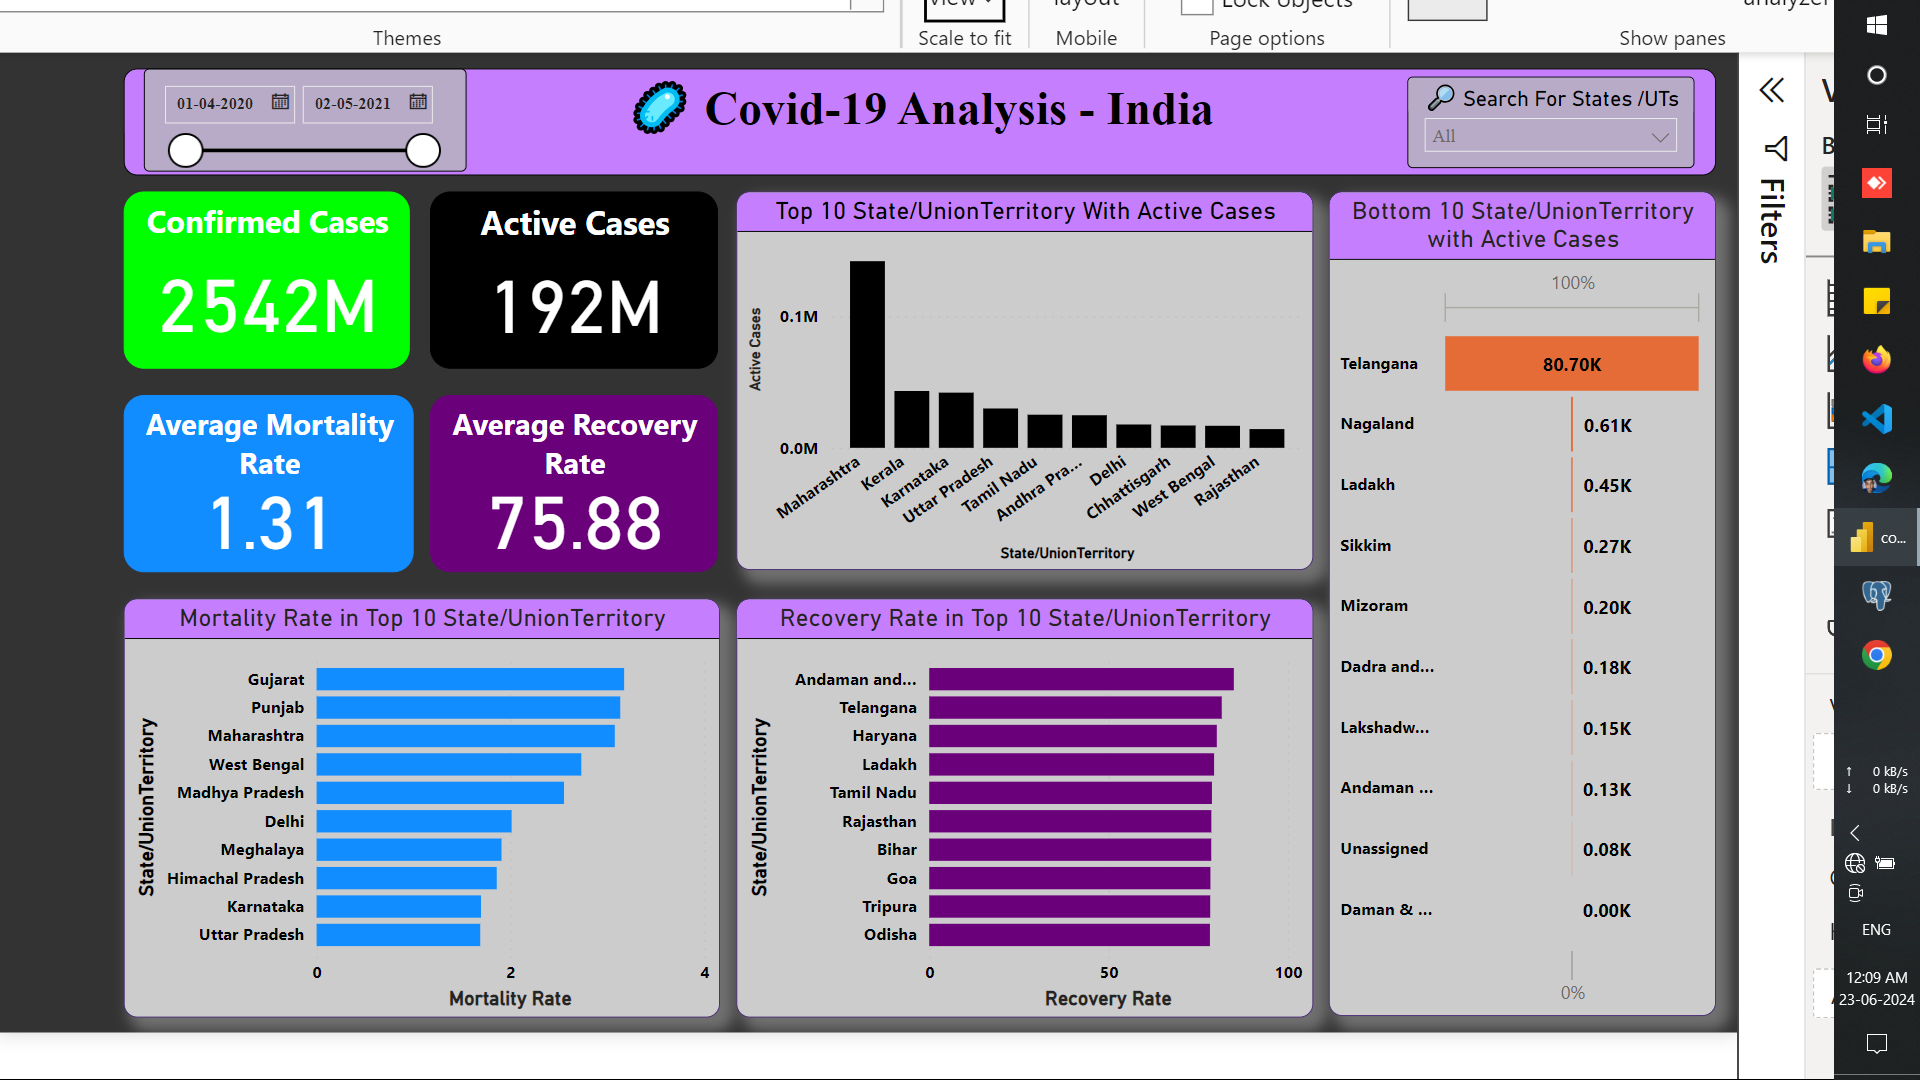 Themes
Scale to fit
Mobile
Page options
Show panes
01-04-2020
02-05-2021
Covid-19 Analysis - India
Search For States /UTs
All
Filters
Confirmed Cases
2542M
Active Cases
192M
Average Mortality
Rate
1.31
Average Recovery
Rate
75.88
Top 10 State/UnionTerritory With Active Cases
Active Cases
0.1M
0.0M
Maharashtra
Kerala
Karnataka
Uttar Pradesh
Tamil Nadu
Andhra Pra...
Delhi
Chhattisgarh
West Bengal
Rajasthan
State/UnionTerritory
Bottom 10 State/UnionTerritory
with Active Cases
100%
Telangana 80.70K
Nagaland 0.61K
Ladakh 0.45K
Sikkim 0.27K
Mizoram 0.20K
Dadra and... 0.18K
Lakshadw... 0.15K
Andaman ... 0.13K
Unassigned 0.08K
Daman & ... 0.00K
0%
Mortality Rate in Top 10 State/UnionTerritory
State/UnionTerritory
Gujarat
Punjab
Maharashtra
West Bengal
Madhya Pradesh
Delhi
Meghalaya
Himachal Pradesh
Karnataka
Uttar Pradesh
0 2 4
Mortality Rate
Recovery Rate in Top 10 State/UnionTerritory
State/UnionTerritory
Andaman and...
Telangana
Haryana
Ladakh
Tamil Nadu
Rajasthan
Bihar
Goa
Tripura
Odisha
0 50 100
Recovery Rate
co...
0 kB/s
0 kB/s
ENG
12:09 AM
23-06-2024